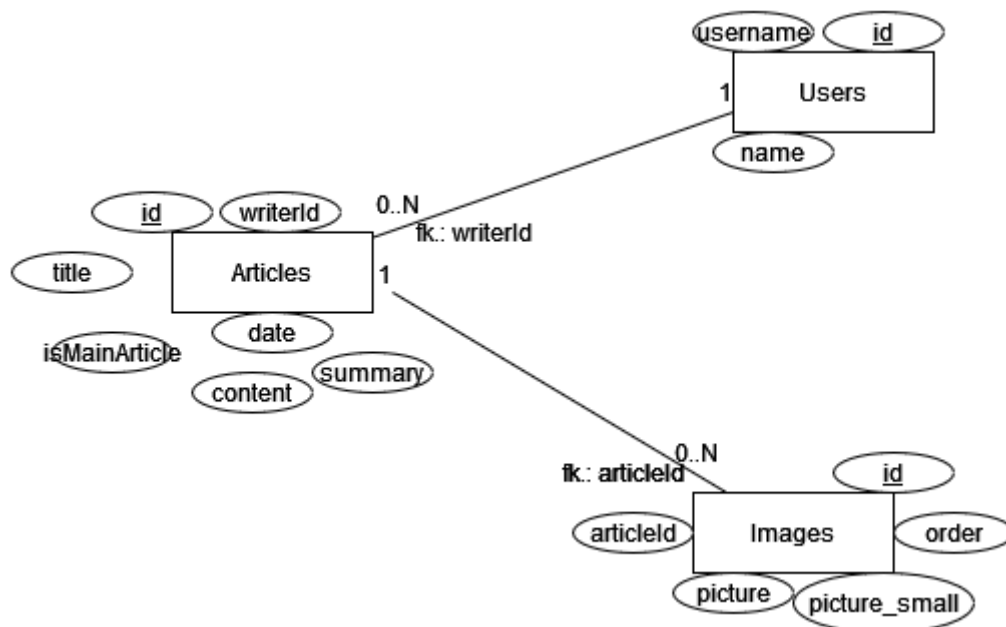 username
id
1
Users
name
id
writerId
0..N
fk.: writerId
title
Articles
1
date
isMainArticle
summary
content
0..N
fk.: articleId
id
articleId
Images
order
picture
picture_small